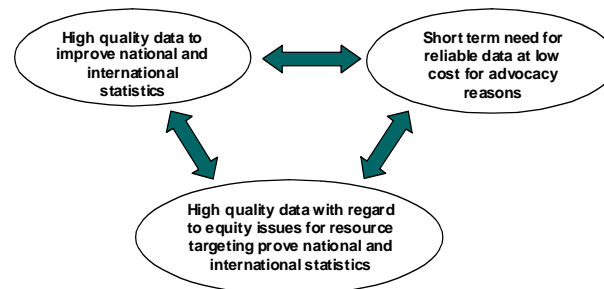 High quality data to
improve national and
international
statistics
Short term need for
reliable data at low
cost for advocacy
reasons
High quality data with regard
to equity issues for resource
targeting prove national and
international statistics